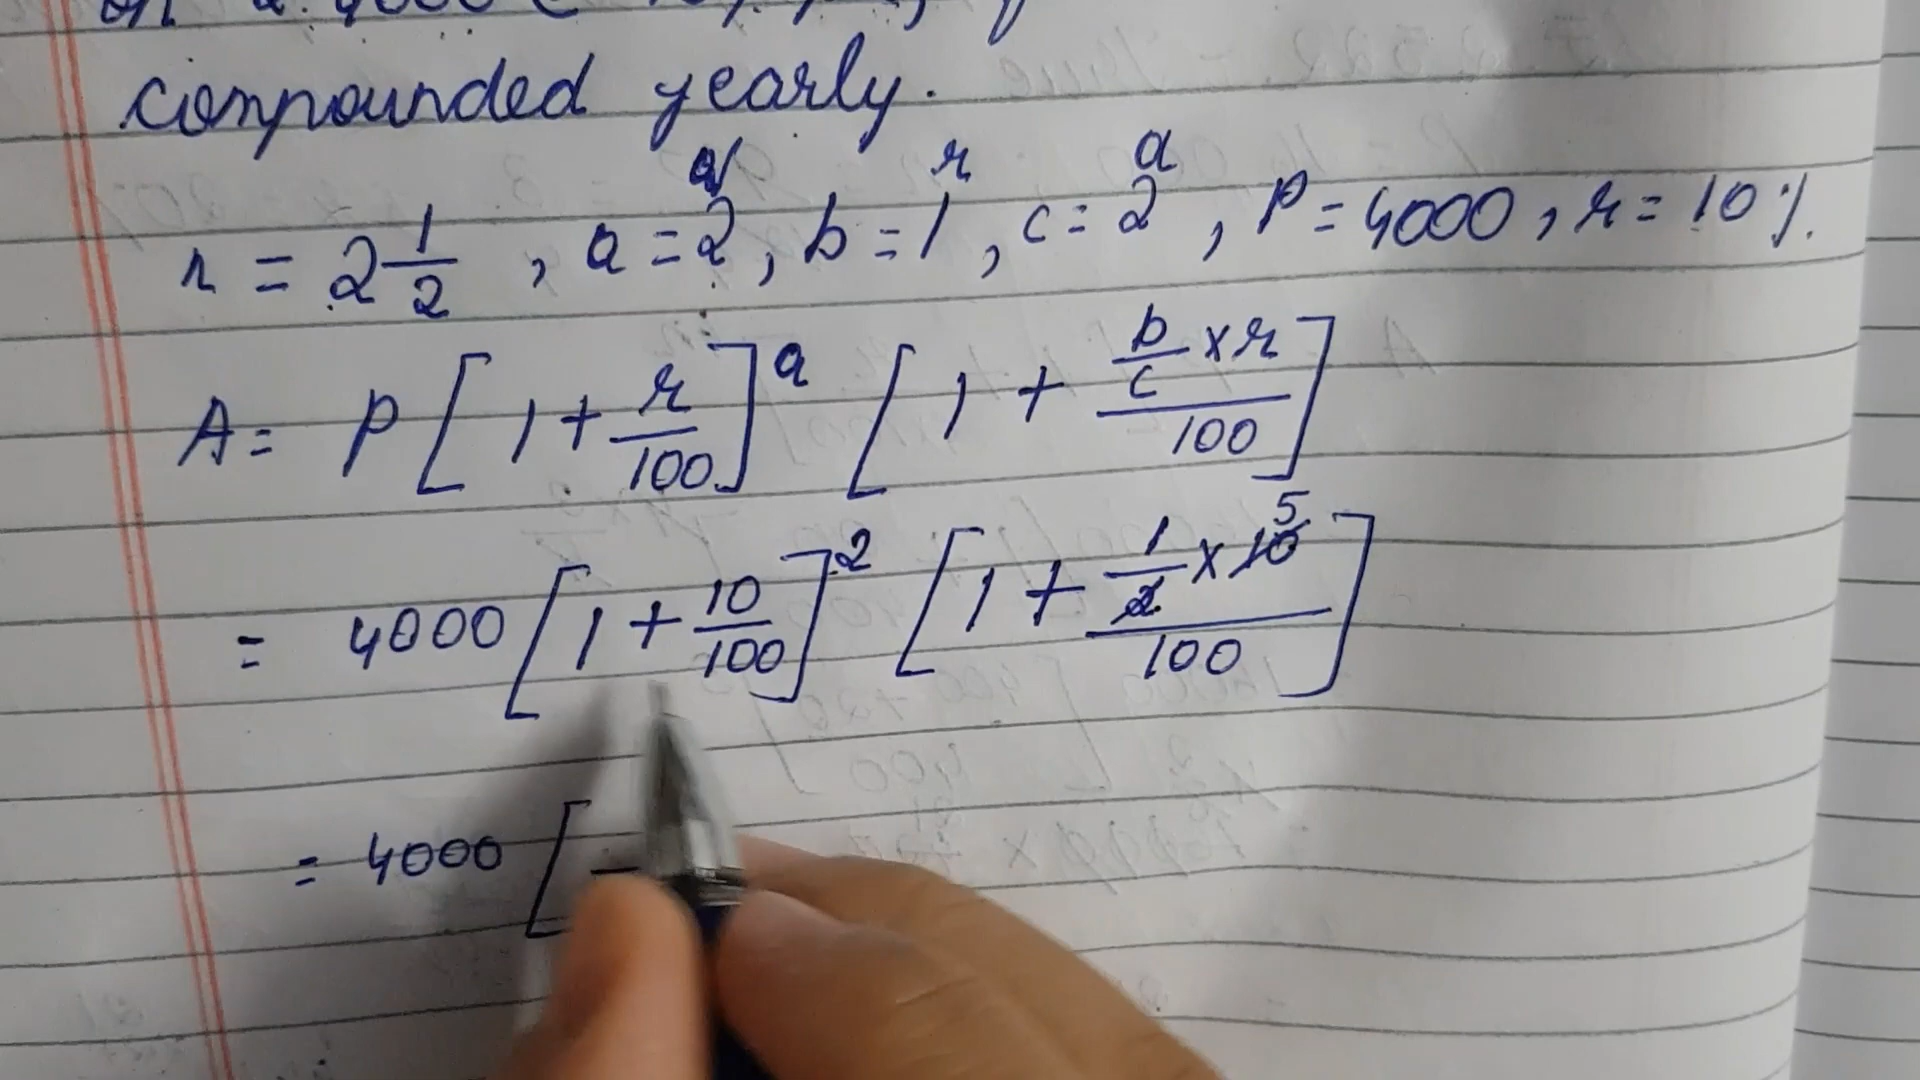 compounded yearly.
n = 2 1/2 , a = 2, b = 1 , c = 2 , P = 4000 , r = 10 %
A = P [ 1 + r/100 ]^a [ 1 + (b/c × r)/100 ]
= 4000 [ 1 + 10/100 ]^2 [ 1 + (1/2 × 10 5)/100 ]
= 4000 [